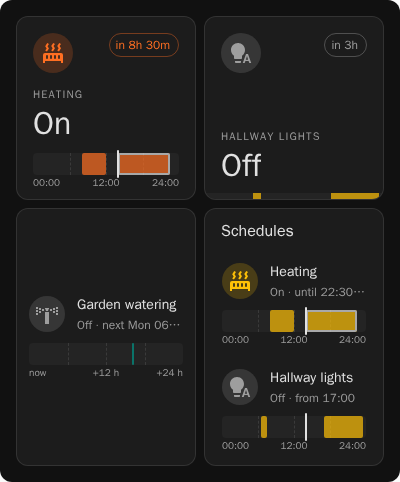 in 8h 30m
HEATING
On
00:00 12:00 24:00
A
in 3h
HALLWAY LIGHTS
Off
Garden watering
Off · next Mon 06···
now +12 h +24 h
Schedules
Heating
On · until 22:30···
00:00 12:00 24:00
A
Hallway lights
Off · from 17:00
00:00 12:00 24:00